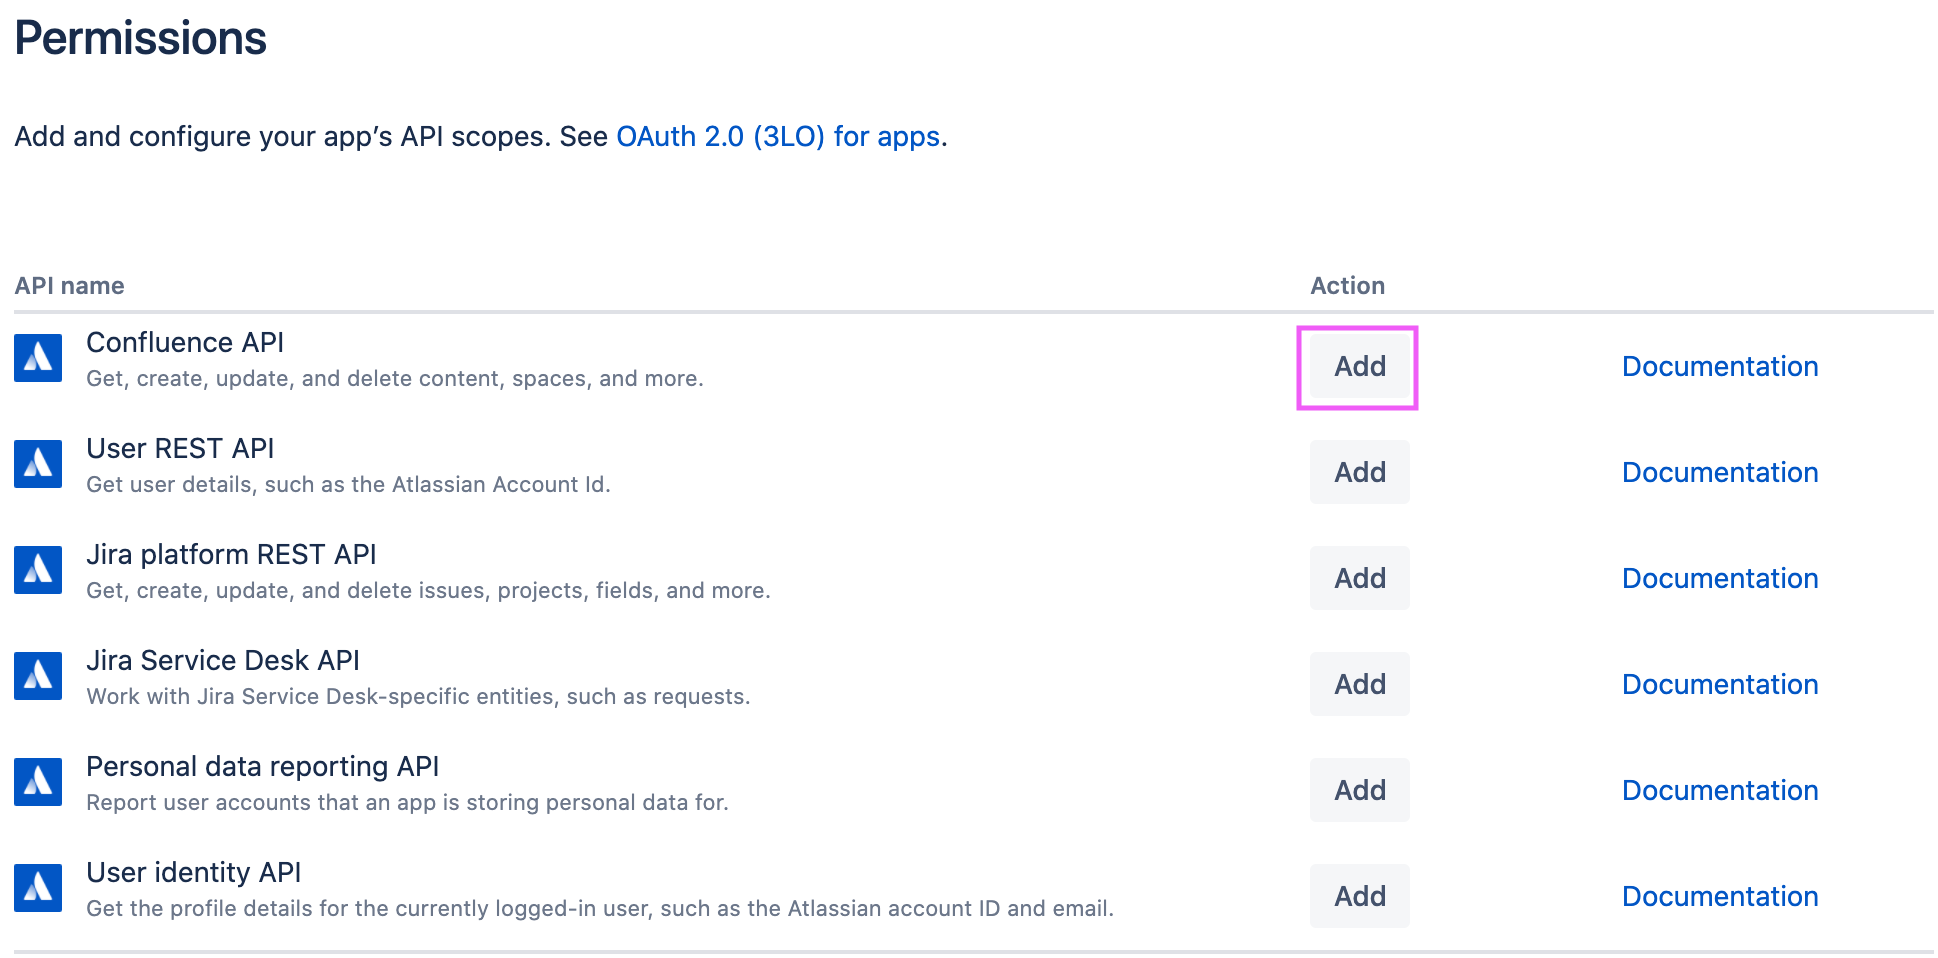 Permissions
Add and configure your app’s API scopes. See OAuth 2.0 (3LO) for apps.
API name Action
Confluence API
Get, create, update, and delete content, spaces, and more.
Add Documentation
User REST API
Get user details, such as the Atlassian Account Id.
Add Documentation
Jira platform REST API
Get, create, update, and delete issues, projects, fields, and more.
Add Documentation
Jira Service Desk API
Work with Jira Service Desk-specific entities, such as requests.
Add Documentation
Personal data reporting API
Report user accounts that an app is storing personal data for.
Add Documentation
User identity API
Get the profile details for the currently logged-in user, such as the Atlassian account ID and email.
Add Documentation